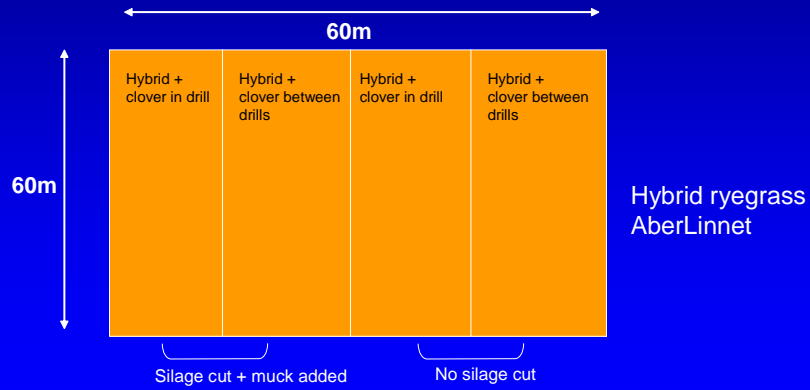 60m
60m
Hybrid +
clover in drill
Hybrid +
clover between
drills
Hybrid +
clover in drill
Hybrid +
clover between
drills
Hybrid ryegrass
AberLinnet
Silage cut + muck added
No silage cut